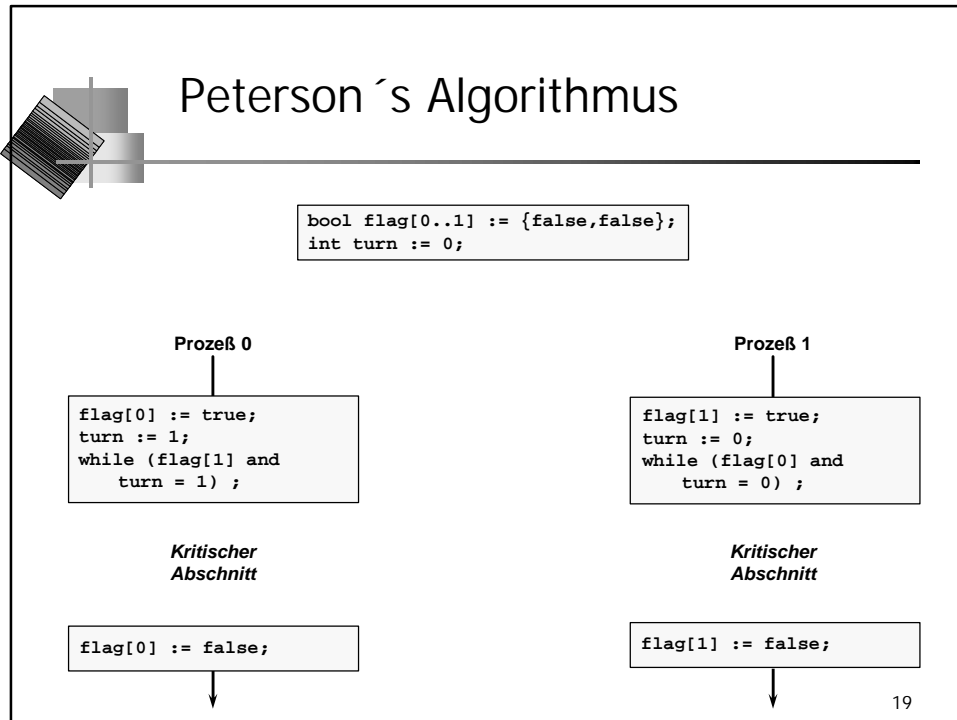 Peterson´s Algorithmus
bool flag[0..1] := {false,false};
int turn := 0;
Prozeß 0
flag[0] := true;
turn := 1;
while (flag[1] and
turn = 1) ;
Kritischer
Abschnitt
flag[0] := false;
Prozeß 1
flag[1] := true;
turn := 0;
while (flag[0] and
turn = 0) ;
Kritischer
Abschnitt
flag[1] := false;
19